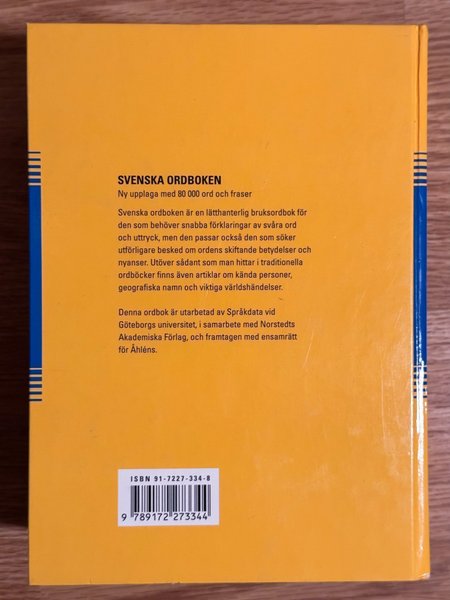 SVENSKA ORDBOKEN
Ny upplaga med 80 000 ord och fraser
Svenska ordboken är en lätthanterlig bruksordbok för
den som behöver snabba förklaringar av svåra ord
och uttryck, men den passar också den som söker
utförligare besked om ordens skiftande betydelser och
nyanser. Utöver sådant som man hittar i traditionella
ordböcker finns även artiklar om kända personer,
geografiska namn och viktiga världshändelser.
Denna ordbok är utarbetad av Språkdata vid
Göteborgs universitet, i samarbete med Norstedts
Akademiska Förlag, och framtagen med ensamrätt
för Åhléns.
ISBN 91-7227-334-8
9 789172 273344